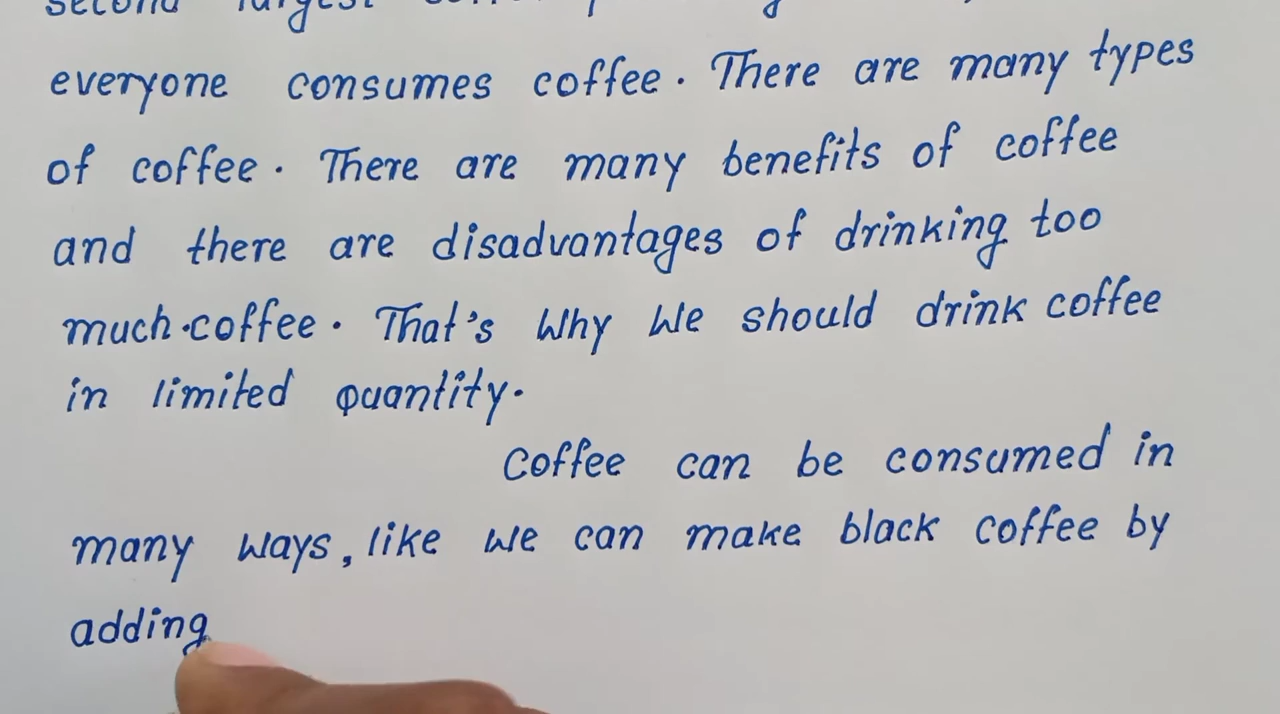 second largest
everyone consumes coffee. There are many types
of coffee. There are many benefits of coffee
and there are disadvantages of drinking too
much.coffee. That's Why We should drink coffee
in limited quantity.
Coffee can be consumed in
many ways, like we can make black coffee by
adding